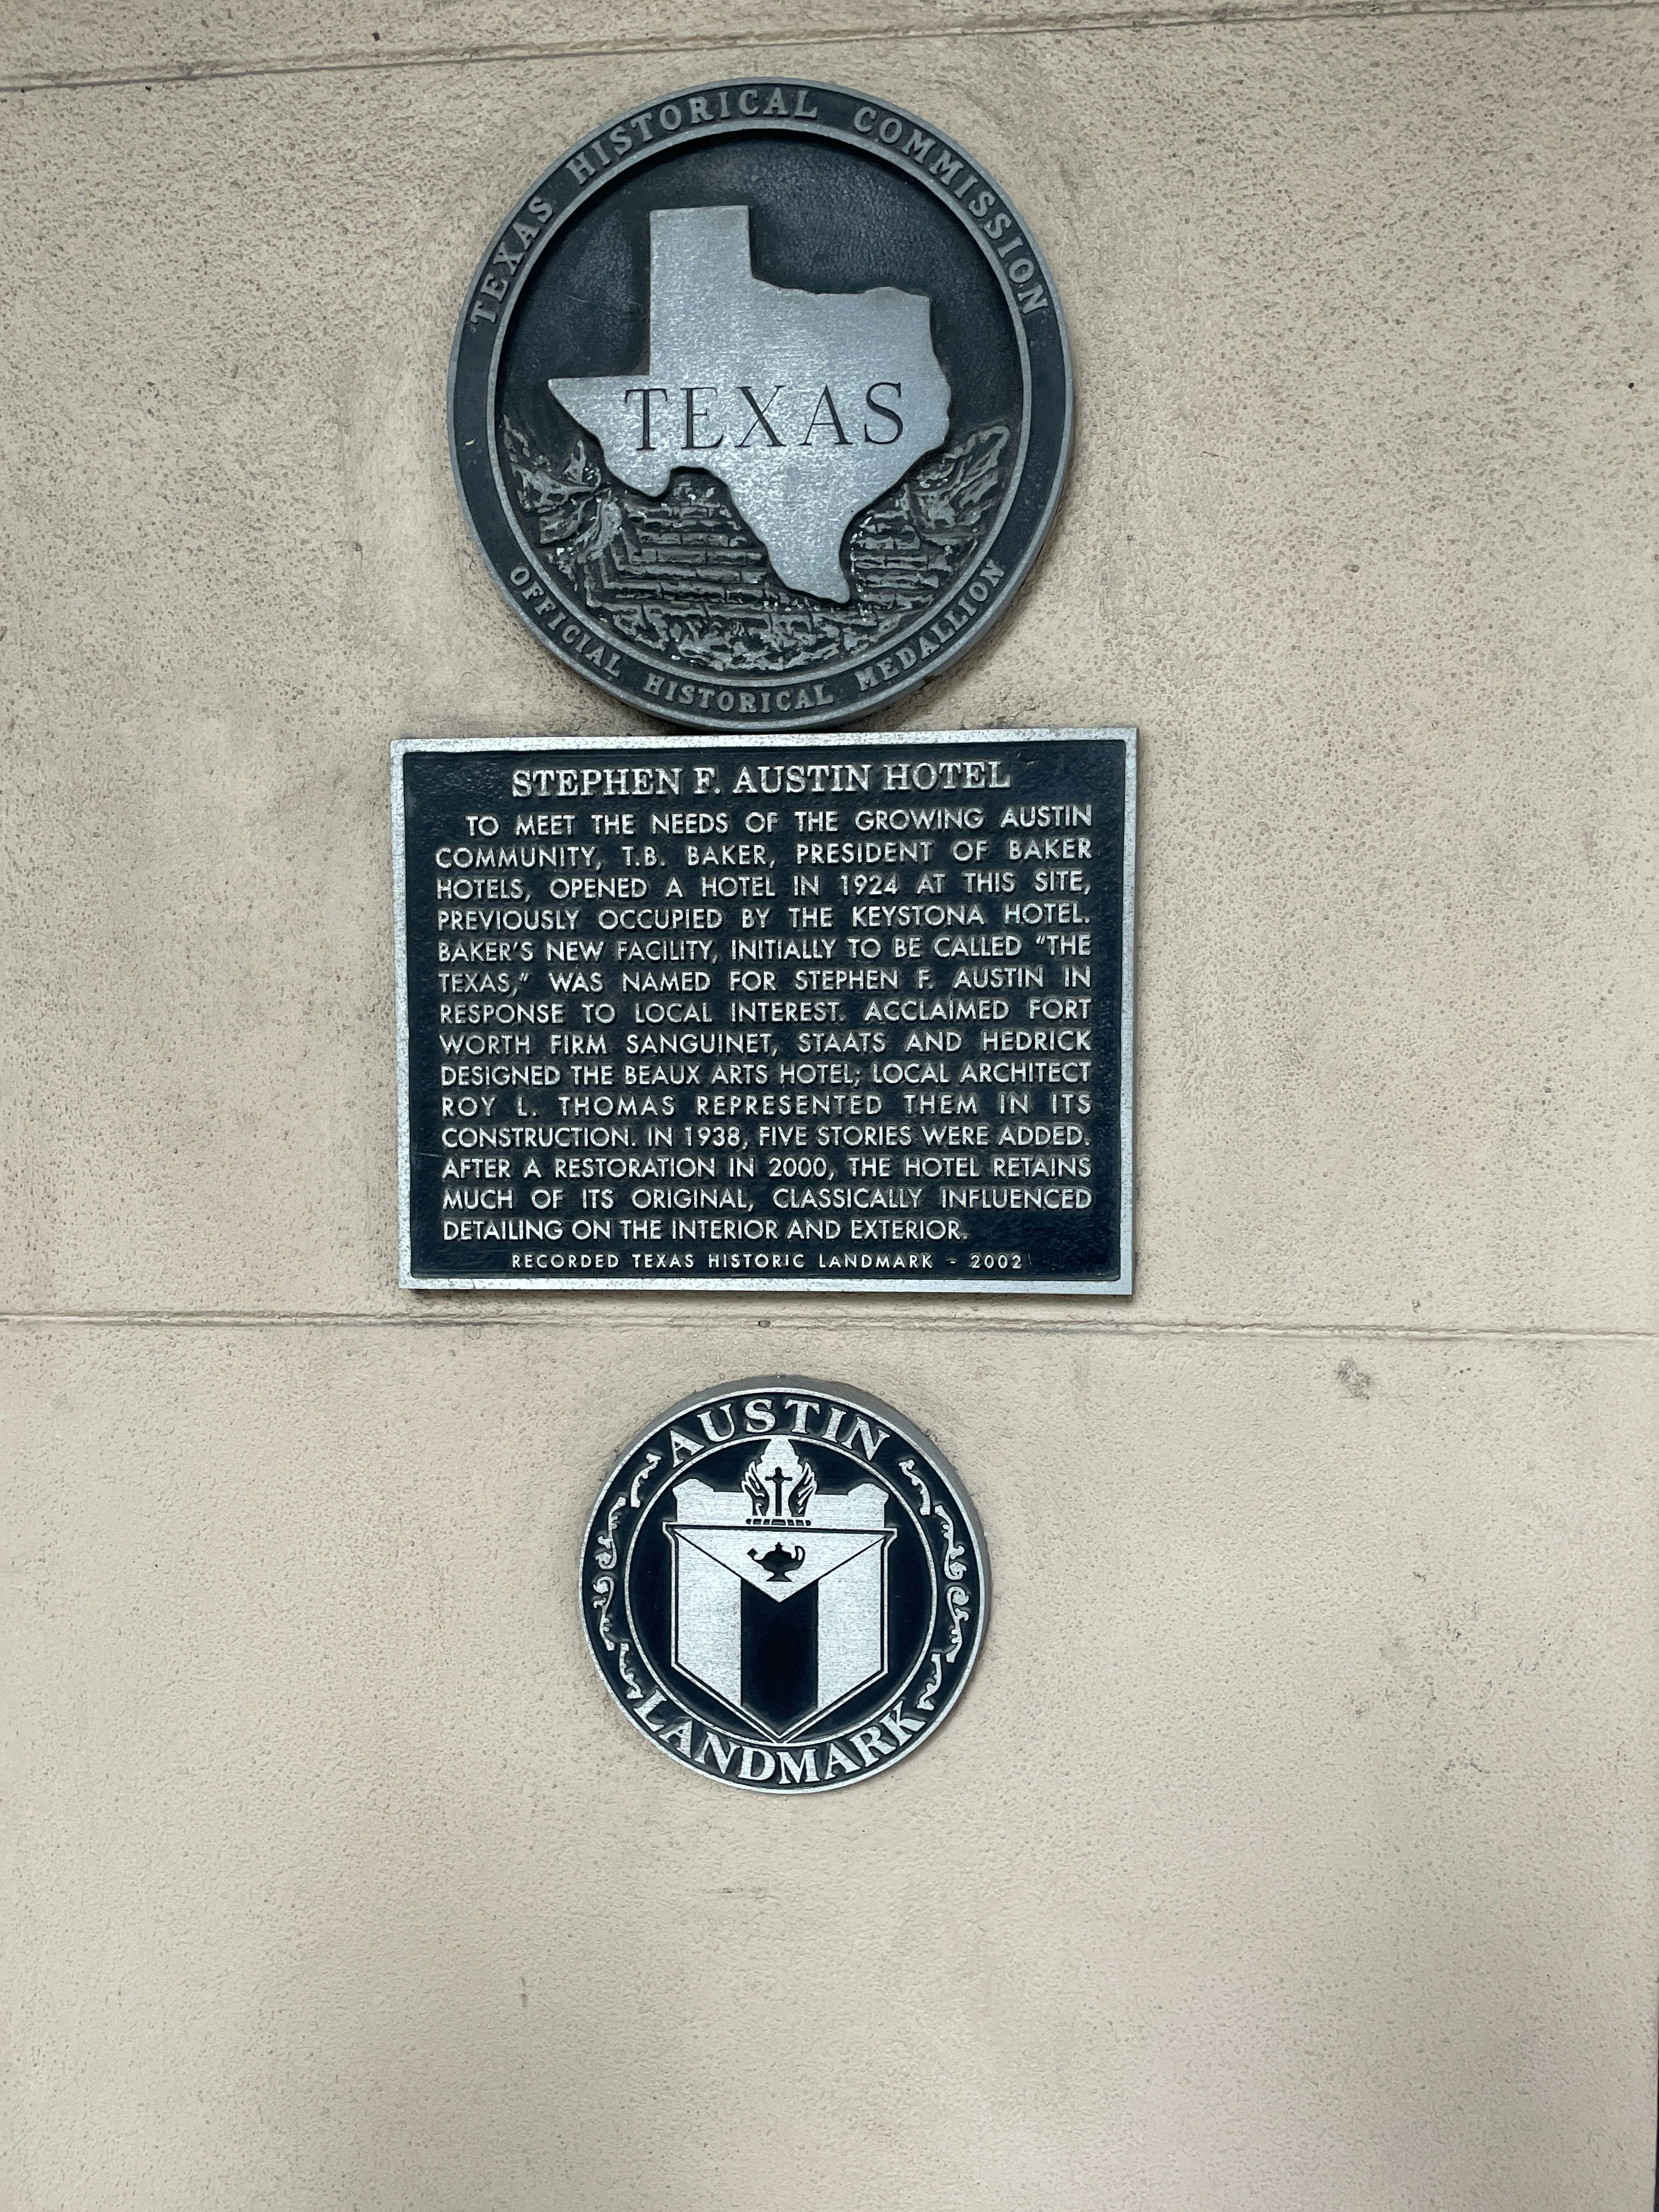 TEXAS HISTORICAL COMMISSION
TEXAS
OFFICIAL HISTORICAL MEDALLION
STEPHEN F. AUSTIN HOTEL
TO MEET THE NEEDS OF THE GROWING AUSTIN
COMMUNITY, T.B. BAKER, PRESIDENT OF BAKER
HOTELS, OPENED A HOTEL IN 1924 AT THIS SITE,
PREVIOUSLY OCCUPIED BY THE KEYSTONA HOTEL.
BAKER'S NEW FACILITY, INITIALLY TO BE CALLED "THE
TEXAS," WAS NAMED FOR STEPHEN F. AUSTIN IN
RESPONSE TO LOCAL INTEREST. ACCLAIMED FORT
WORTH FIRM SANGUINET, STAATS AND HEDRICK
DESIGNED THE BEAUX ARTS HOTEL; LOCAL ARCHITECT
ROY L. THOMAS REPRESENTED THEM IN ITS
CONSTRUCTION. IN 1938, FIVE STORIES WERE ADDED.
AFTER A RESTORATION IN 2000, THE HOTEL RETAINS
MUCH OF ITS ORIGINAL, CLASSICALLY INFLUENCED
DETAILING ON THE INTERIOR AND EXTERIOR.
RECORDED TEXAS HISTORIC LANDMARK - 2002
AUSTIN
LANDMARK